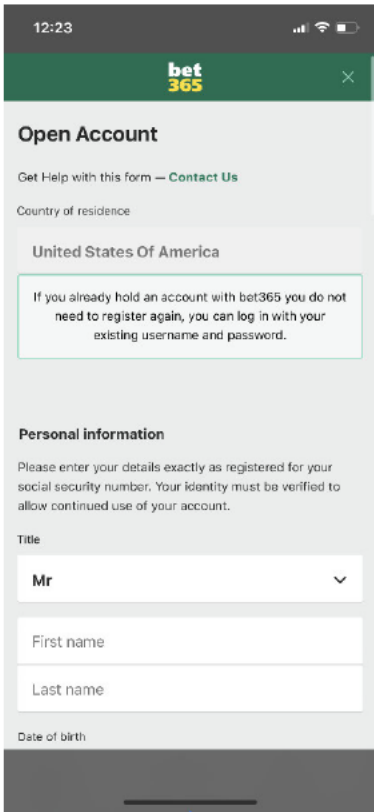 12:23
bet
365
Open Account
Get Help with this form — Contact Us
Country of residence
United States Of America
If you already hold an account with bet365 you do not
need to register again, you can log in with your
existing username and password.
Personal information
Please enter your details exactly as registered for your
social security number. Your identity must be verified to
allow continued use of your account.
Title
Mr
First name
Last name
Date of birth